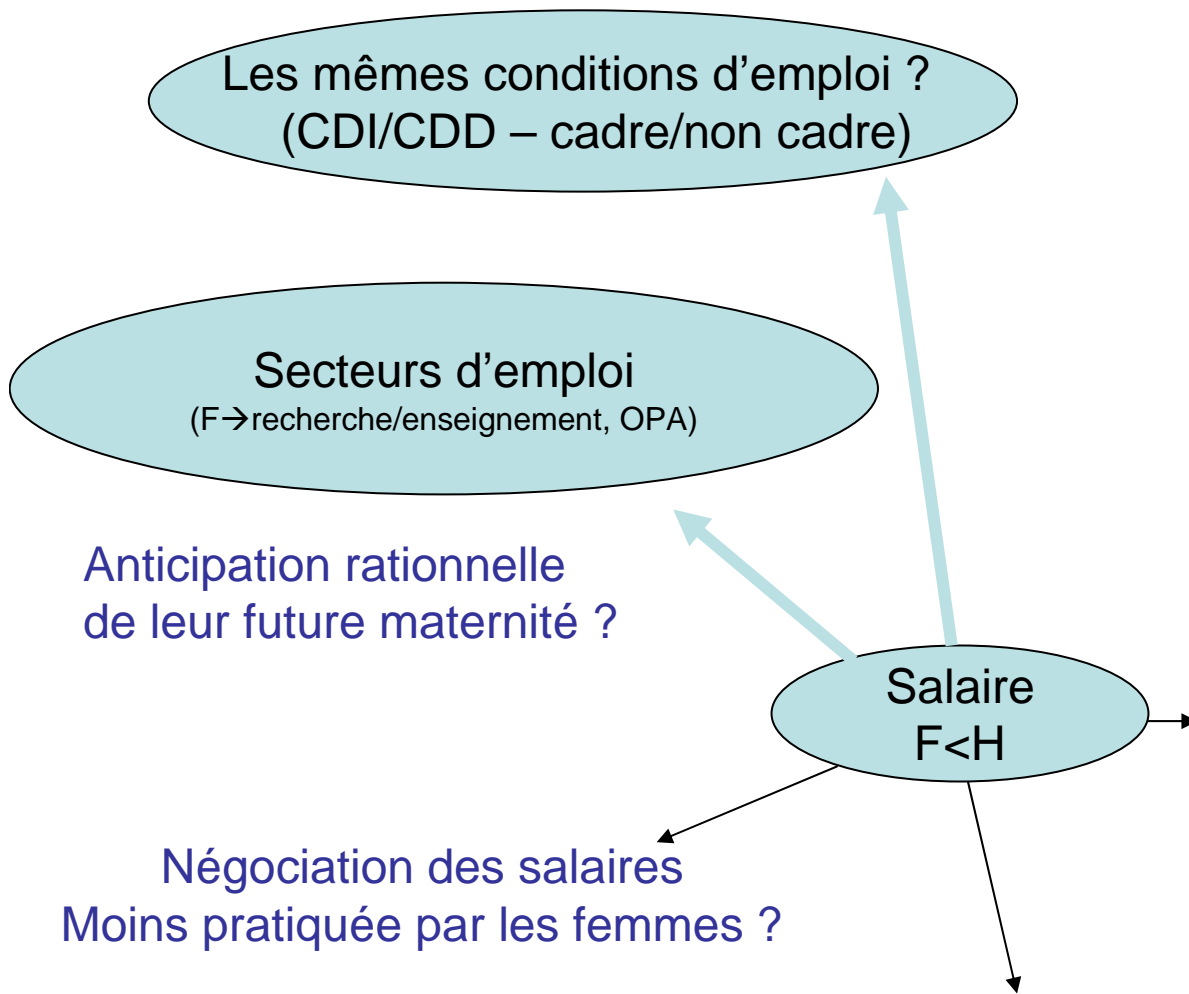 Les mêmes conditions d'emploi ?
(CDI/CDD – cadre/non cadre)
Secteurs d'emploi
(F→recherche/enseignement, OPA)
Anticipation rationnelle
de leur future maternité ?
Salaire
F<H
Négociation des salaires
Moins pratiquée par les femmes ?